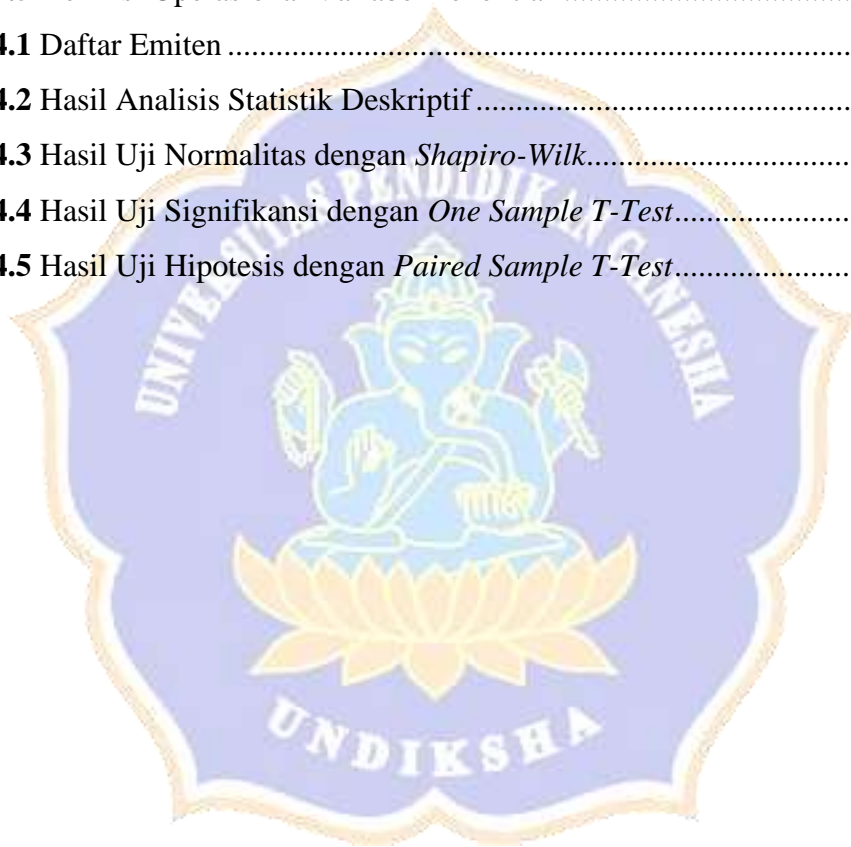 4.1 Daftar Emiten ................................................................................
4.2 Hasil Analisis Statistik Deskriptif ................................................
4.3 Hasil Uji Normalitas dengan Shapiro-Wilk..................................
4.4 Hasil Uji Signifikansi dengan One Sample T-Test.......................
4.5 Hasil Uji Hipotesis dengan Paired Sample T-Test.......................
UNIVERSITAS PENDIDIKAN GANESHA
UNDIKSHA